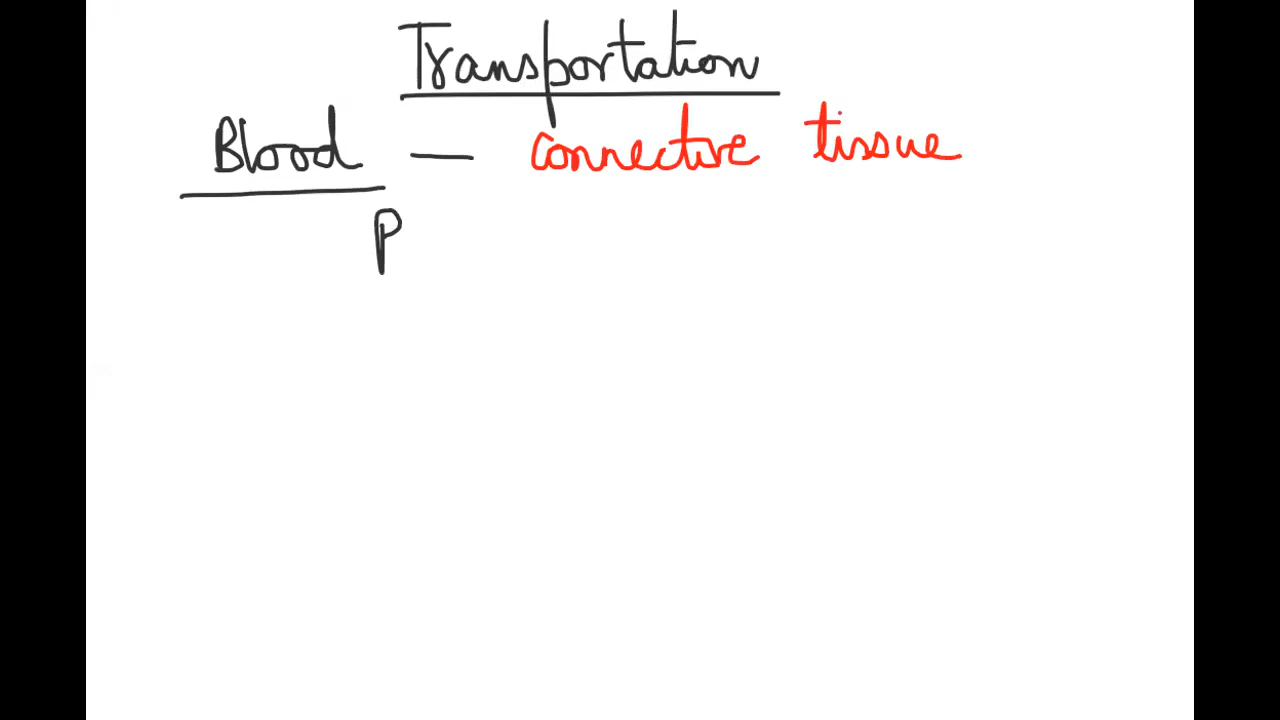 Transportation
Blood — connective tissue
P